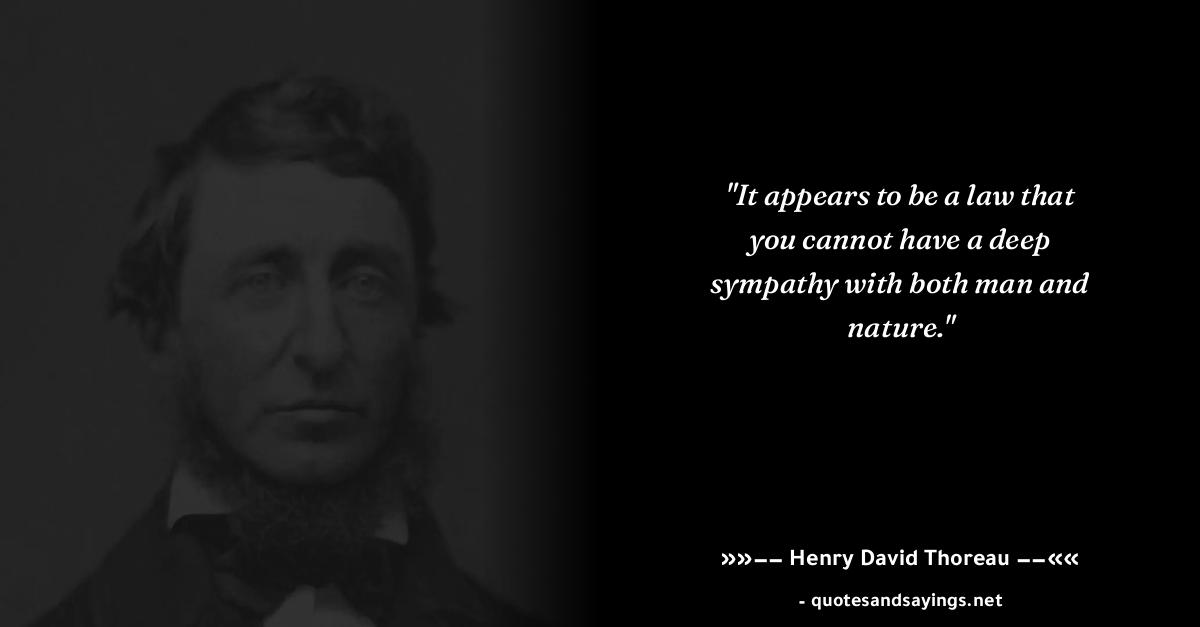 "It appears to be a law that
you cannot have a deep
sympathy with both man and
nature."
»»−− Henry David Thoreau −−««
- quotesandsayings.net